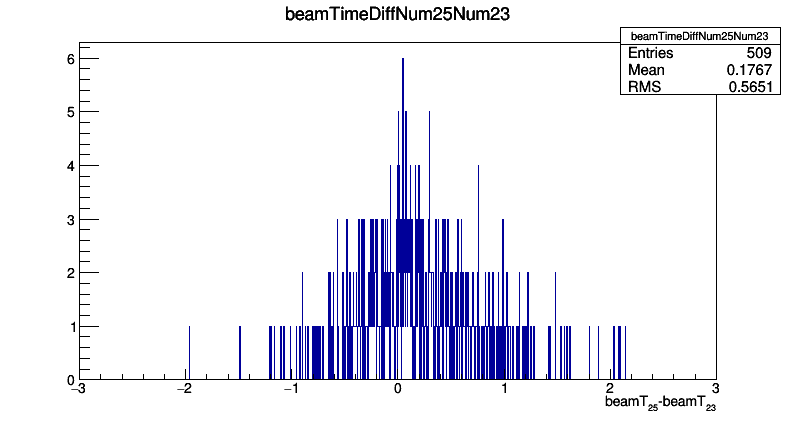 beamTimeDiffNum25Num23
beamTimeDiffNum25Num23
Entries 509
Mean 0.1767
RMS 0.5651
6
5
4
3
2
1
0
−3 −2 −1 0 1 2 3
beamT25-beamT23